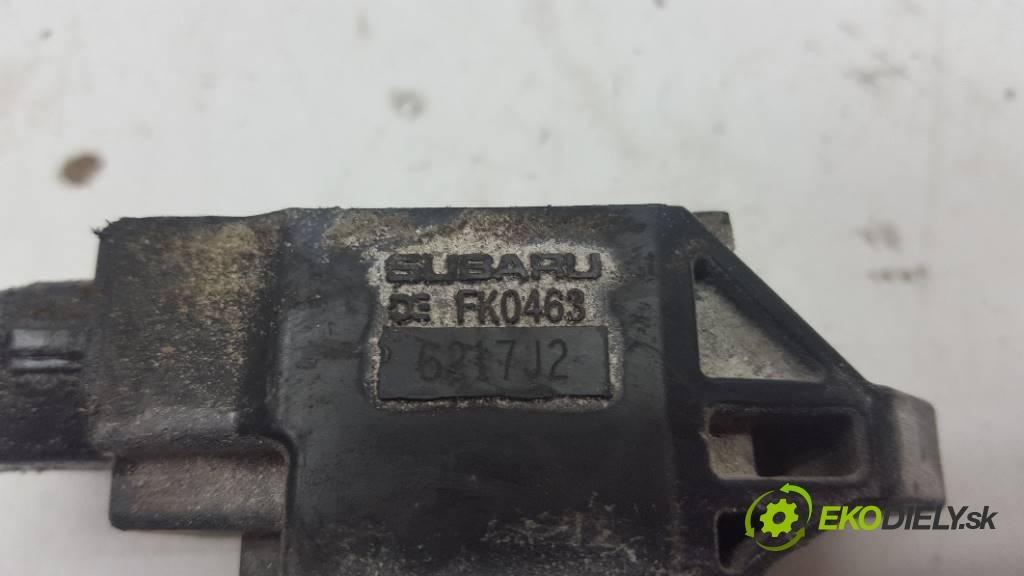 SUBARU
FK0463
6217J2
EKODIELY.sk